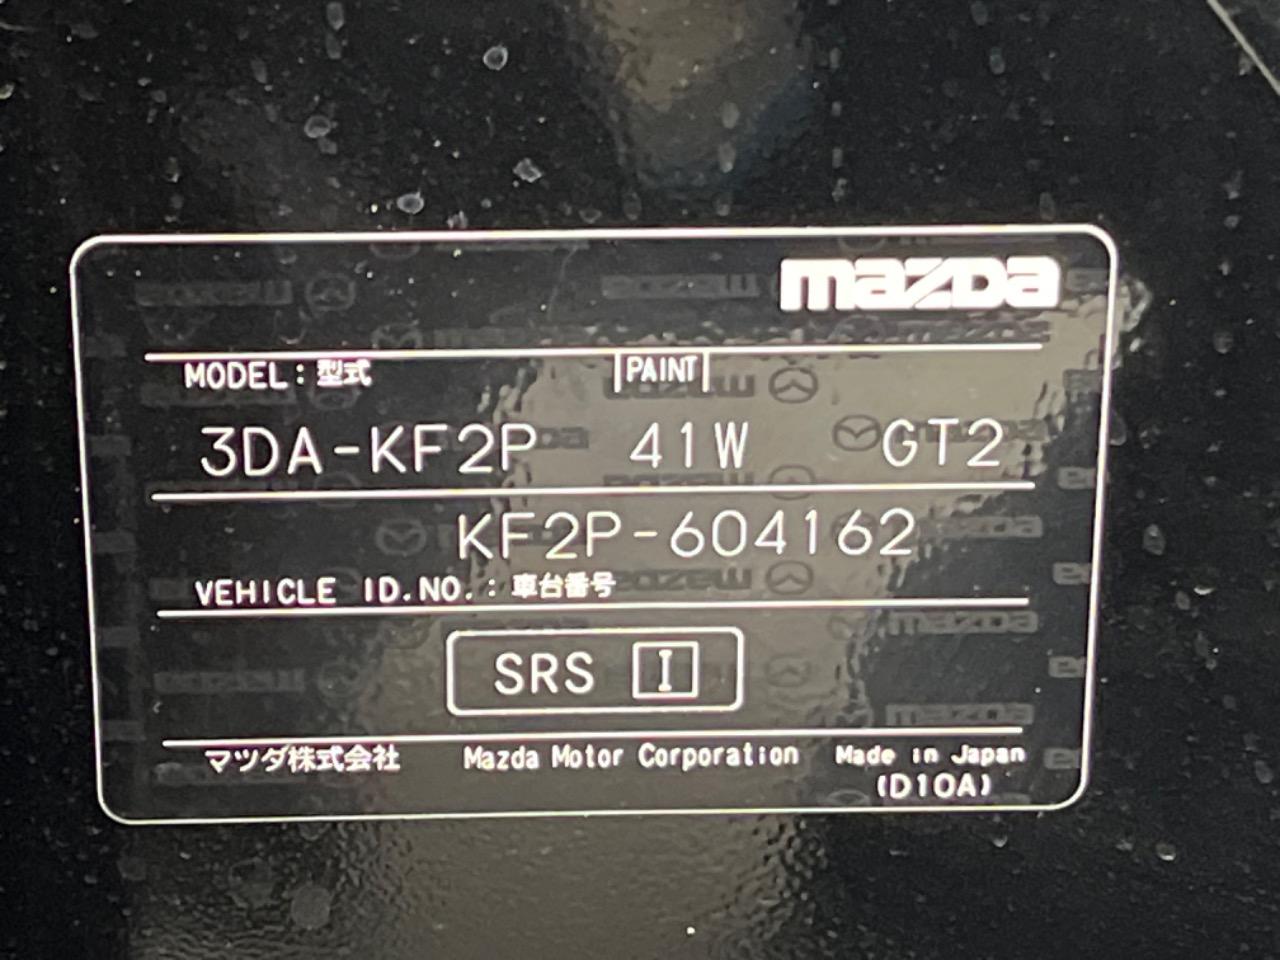 mazda
MODEL：型式 PAINT
3DA-KF2P 41W GT2
KF2P-604162
VEHICLE ID.NO.：車台番号
SRS I
マツダ株式会社 Mazda Motor Corporation Made in Japan
(D10A)